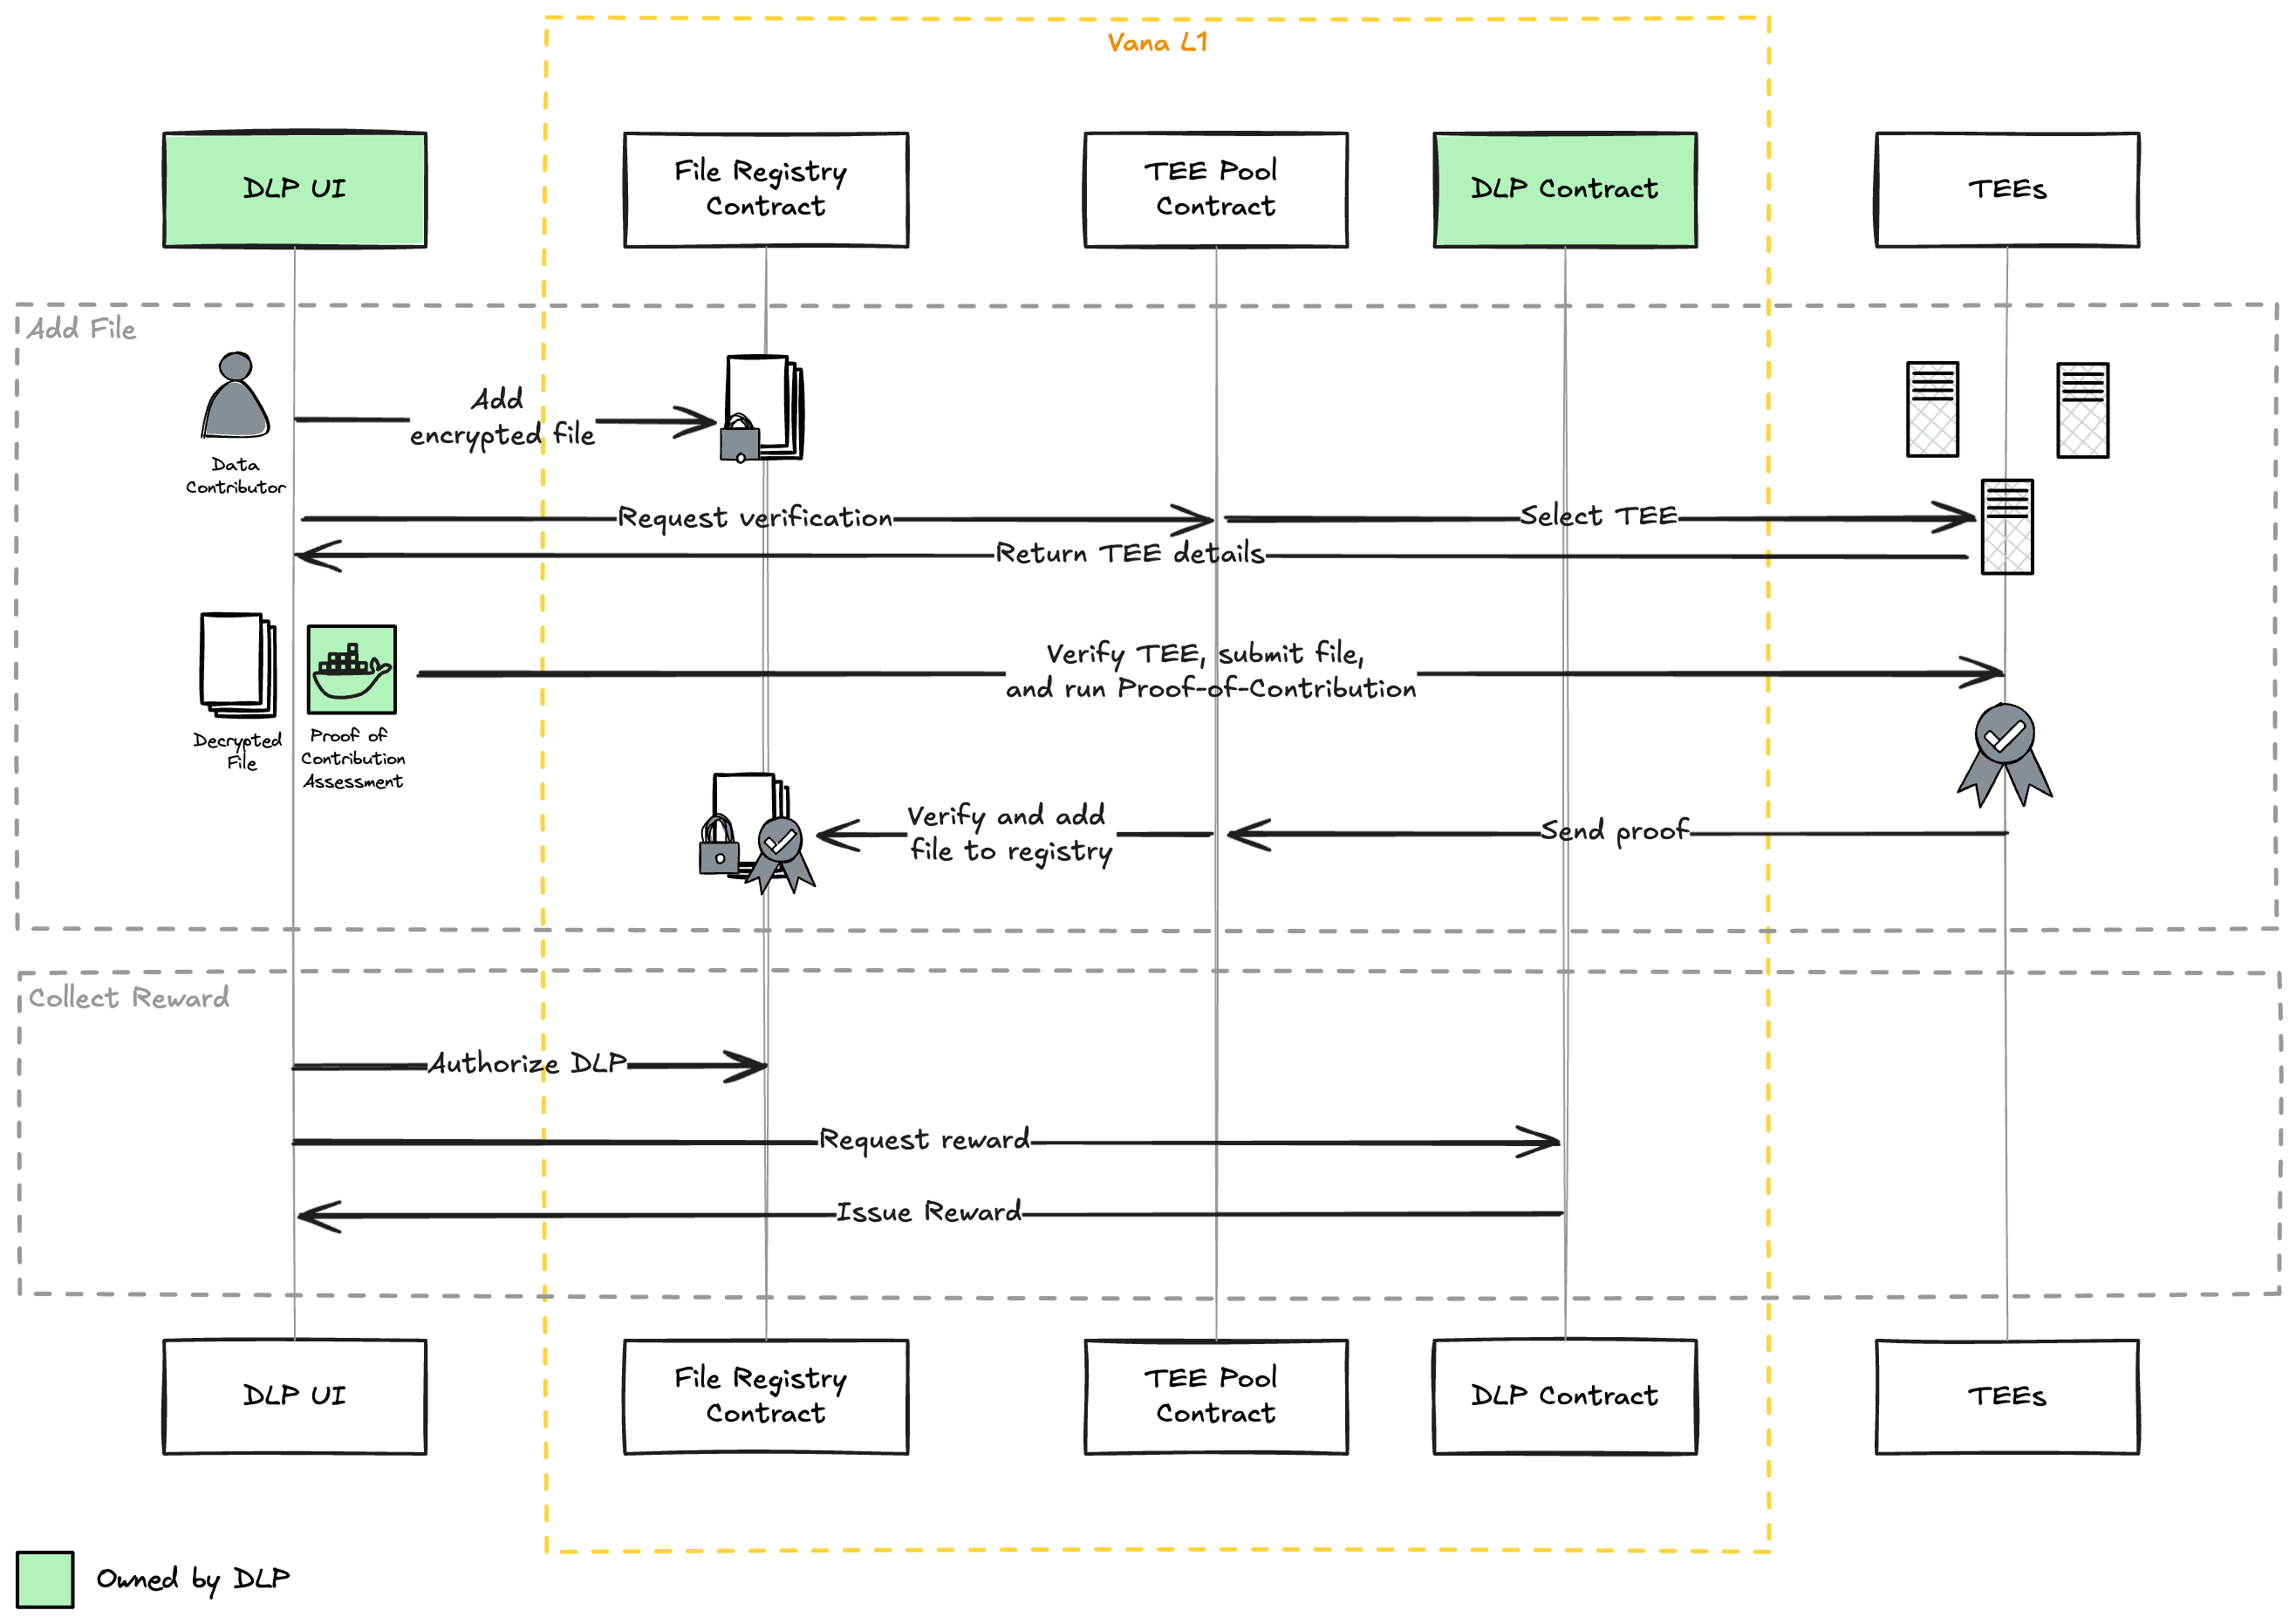 Vana L1
DLP UI
File Registry
Contract
TEE Pool
Contract
DLP Contract
TEEs
Add File
Add
encrypted file
Data
Contributor
Request verification
Select TEE
Return TEE details
Verify TEE, submit file,
and run Proof-of-Contribution
Decrypted
File
Proof of
Contribution
Assessment
Verify and add
file to registry
Send proof
Collect Reward
Authorize DLP
Request reward
Issue Reward
DLP UI
File Registry
Contract
TEE Pool
Contract
DLP Contract
TEEs
Owned by DLP